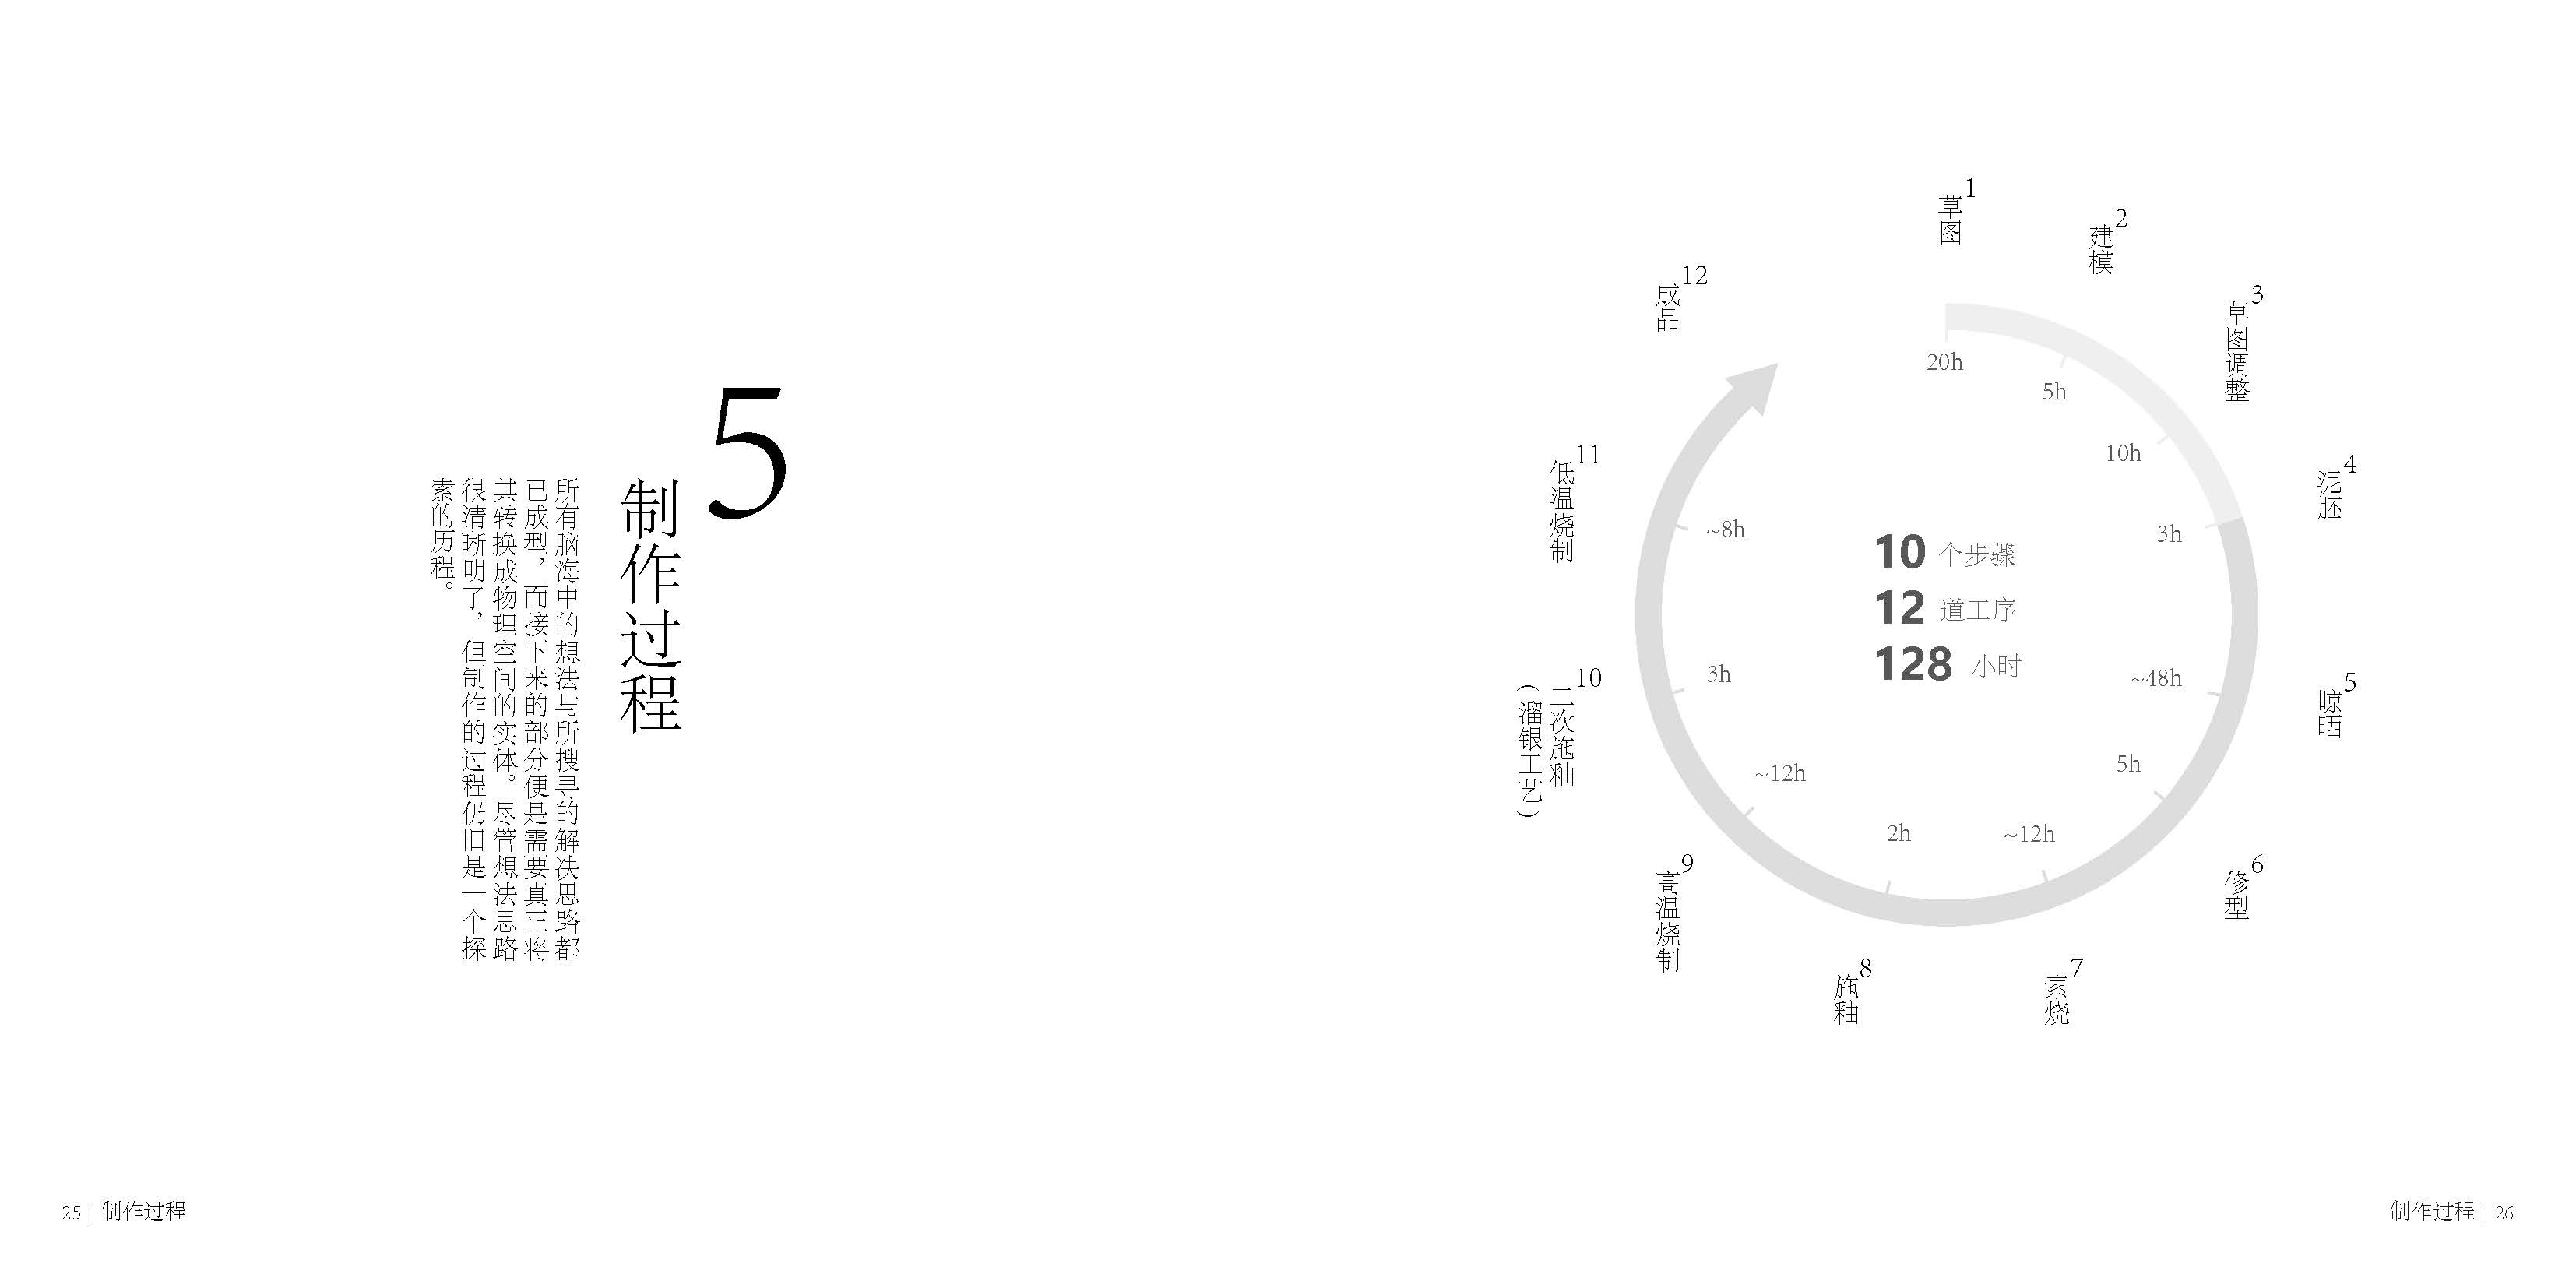 5
制作过程
所有脑海中的想法与所搜寻的解决思路都
已成型，而接下来的部分便是需要真正将
其转换成物理空间的实体。尽管想法思路
很清晰明了，但制作的过程仍旧是一个探
索的历程。
25 | 制作过程
1
草图
2
建模
3
草图调整
4
泥胚
5
晾晒
6
修型
7
素烧
8
施釉
9
高温烧制
10
二次施釉
（溜银工艺）
11
低温烧制
12
成品
20h
5h
10h
3h
~48h
5h
~12h
2h
~12h
3h
~8h
10 个步骤
12 道工序
128 小时
制作过程 | 26